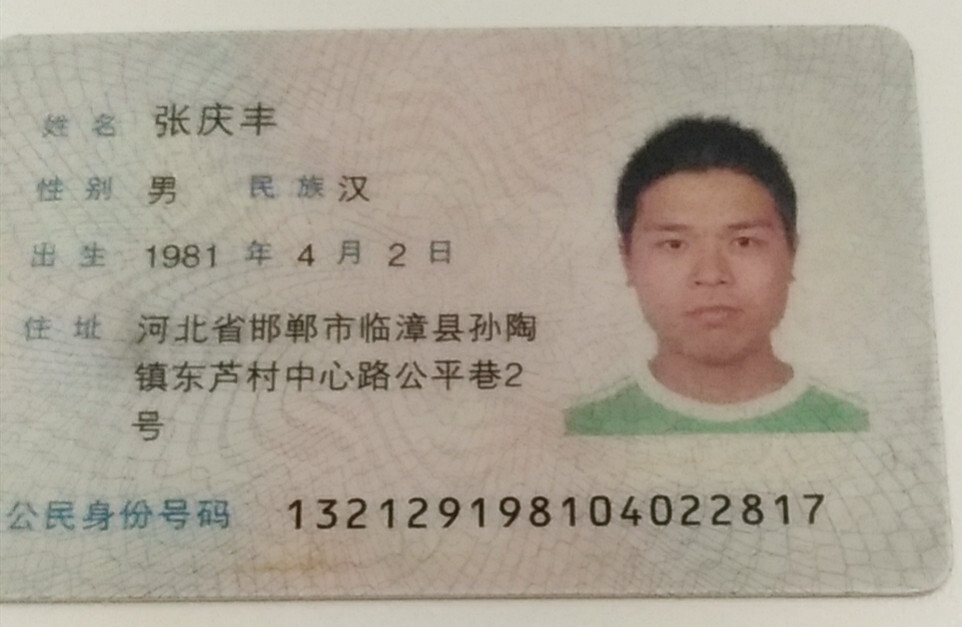 姓名 张庆丰
性别 男 民族 汉
出生 1981 年 4 月 2 日
住址 河北省邯郸市临漳县孙陶
镇东芦村中心路公平巷2
号
公民身份号码 132129198104022817